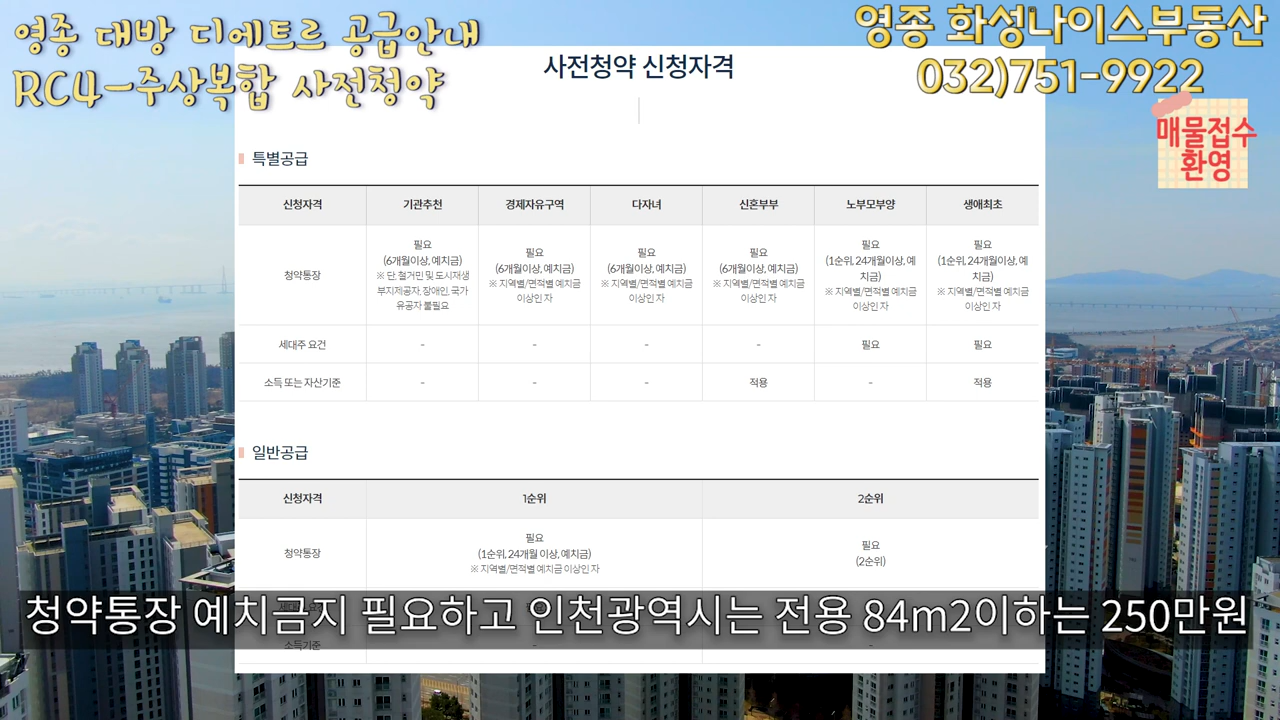 영종 대방 디에트르 공급안내
RC4-주상복합 사전청약
영종 화성나이스부동산
032)751-9922
매물접수
환영
사전청약 신청자격
특별공급
신청자격 기관추천 경제자유구역 다자녀 신혼부부 노부모부양 생애최초
청약통장
필요
(6개월이상, 예치금)
※ 단, 철거민 및 도시재생
부지제공자, 장애인, 국가
유공자 불필요
필요
(6개월이상, 예치금)
※ 지역별/면적별 예치금
이상인 자
필요
(6개월이상, 예치금)
※ 지역별/면적별 예치금
이상인 자
필요
(6개월이상, 예치금)
※ 지역별/면적별 예치금
이상인 자
필요
(1순위, 24개월이상, 예
치금)
※ 지역별/면적별 예치금
이상인 자
필요
(1순위, 24개월이상, 예
치금)
※ 지역별/면적별 예치금
이상인 자
세대주 요건 - - - - 필요 필요
소득 또는 자산기준 - - - 적용 - 적용
일반공급
신청자격 1순위 2순위
청약통장
필요
(1순위, 24개월 이상, 예치금)
※ 지역별/면적별 예치금 이상인 자
필요
(2순위)
청약통장 예치금지 필요하고 인천광역시는 전용 84m2이하는 250만원
소득기준 - -